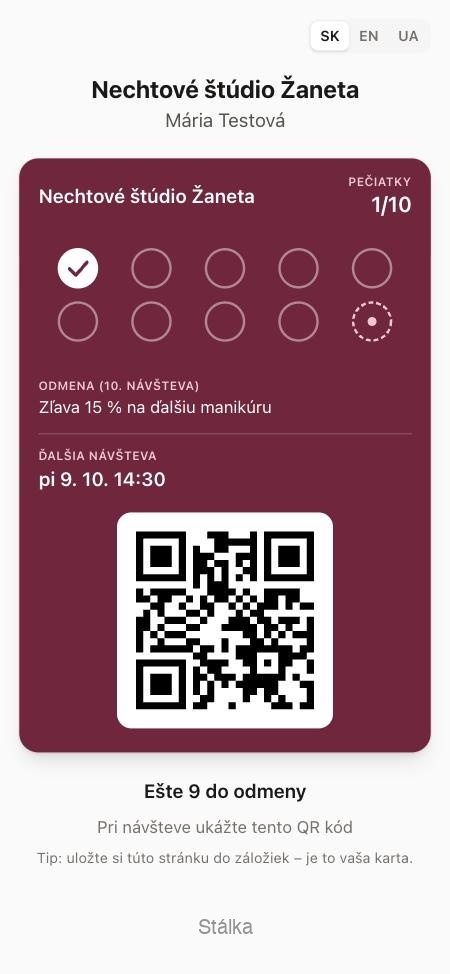 SK EN UA
Nechtové štúdio Žaneta
Mária Testová
Nechtové štúdio Žaneta
PEČIATKY
1/10
ODMENA (10. NÁVŠTEVA)
Zľava 15 % na ďalšiu manikúru
ĎALŠIA NÁVŠTEVA
pi 9. 10. 14:30
Ešte 9 do odmeny
Pri návšteve ukážte tento QR kód
Tip: uložte si túto stránku do záložiek – je to vaša karta.
Stálka